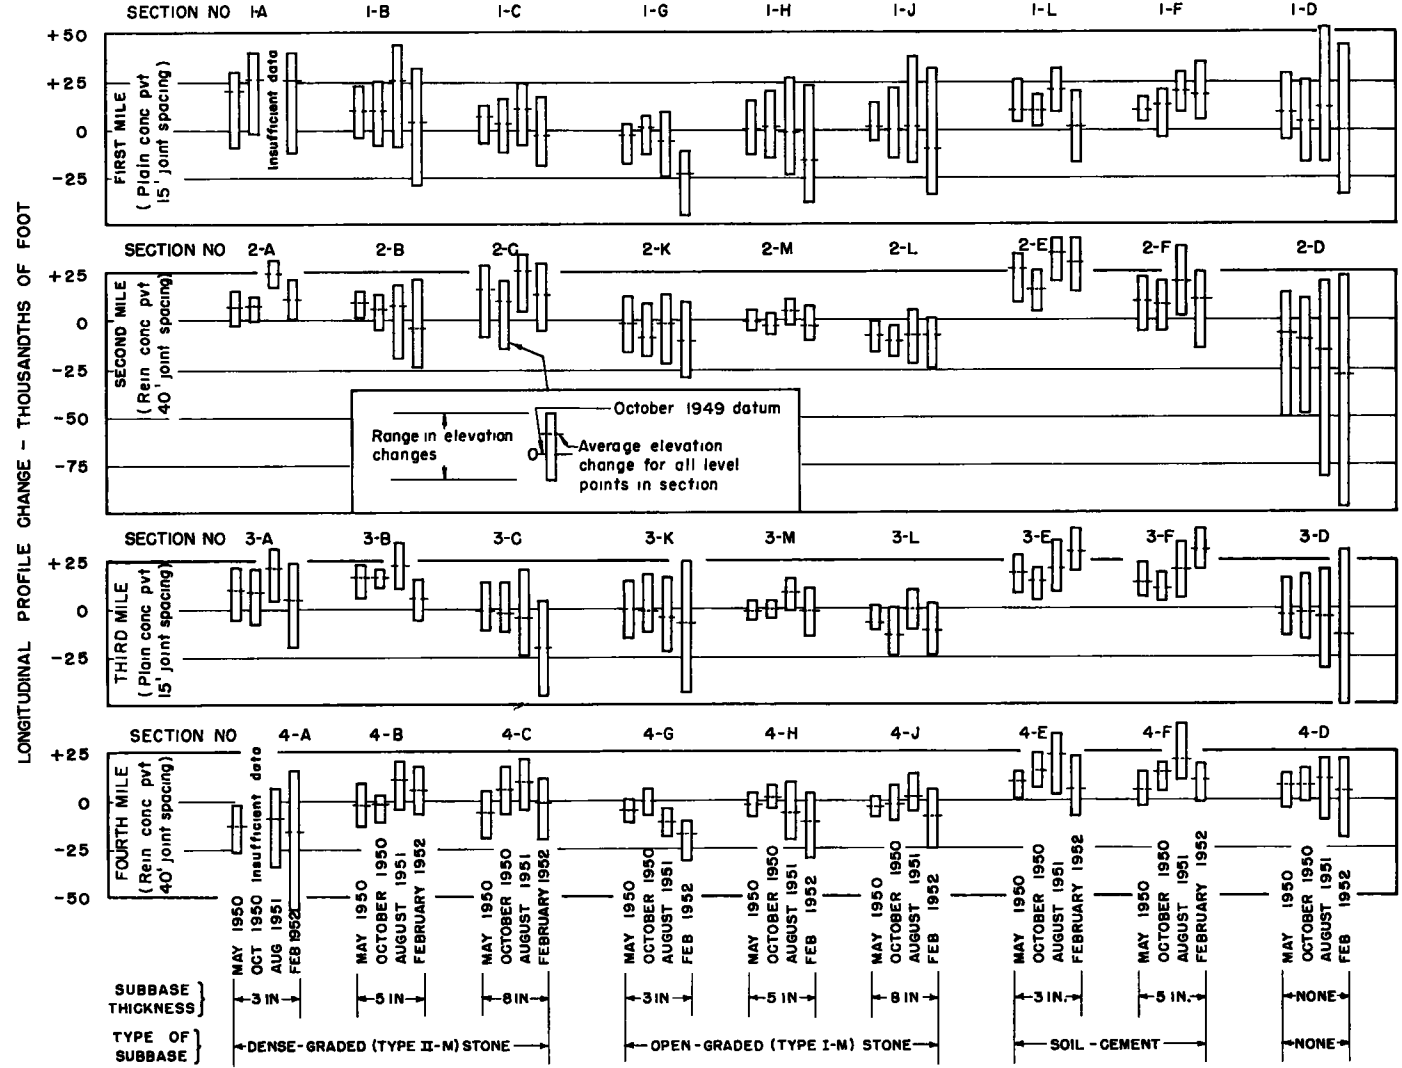 LONGITUDINAL PROFILE CHANGE - THOUSANDTHS OF FOOT
SECTION NO 1-A 1-B 1-C 1-G 1-H 1-J 1-L 1-F 1-D
+50
+25
0
-25
FIRST MILE
(Plain conc pvt
15' joint spacing)
Insufficient data
SECTION NO 2-A 2-B 2-C 2-K 2-M 2-L 2-E 2-F 2-D
+25
0
-25
-50
-75
SECOND MILE
(Rein conc pvt
40' joint spacing)
Range in elevation
changes
October 1949 datum
0
Average elevation
change for all level
points in section
SECTION NO 3-A 3-B 3-C 3-K 3-M 3-L 3-E 3-F 3-D
+25
0
-25
THIRD MILE
(Plain conc pvt
15' joint spacing)
SECTION NO 4-A 4-B 4-C 4-G 4-H 4-J 4-E 4-F 4-D
+25
0
-25
-50
FOURTH MILE
(Rein conc pvt
40' joint spacing)
MAY 1950
OCT 1950 Insufficient data
AUG 1951
FEB 1952
MAY 1950
OCTOBER 1950
AUGUST 1951
FEBRUARY 1952
MAY 1950
OCTOBER 1950
AUGUST 1951
FEBRUARY 1952
MAY 1950
OCTOBER 1950
AUGUST 1951
FEB 1952
MAY 1950
OCTOBER 1950
AUGUST 1951
FEB 1952
MAY 1950
OCTOBER 1950
AUGUST 1951
FEB 1952
MAY 1950
OCTOBER 1950
AUGUST 1951
FEBRUARY 1952
MAY 1950
OCTOBER 1950
AUGUST 1951
FEBRUARY 1952
MAY 1950
OCTOBER 1950
AUGUST 1951
FEB 1952
SUBBASE
THICKNESS
3 IN 5 IN 8 IN 3 IN 5 IN 8 IN 3 IN. 5 IN. NONE
TYPE OF
SUBBASE
DENSE-GRADED (TYPE II-M) STONE OPEN-GRADED (TYPE I-M) STONE SOIL-CEMENT NONE